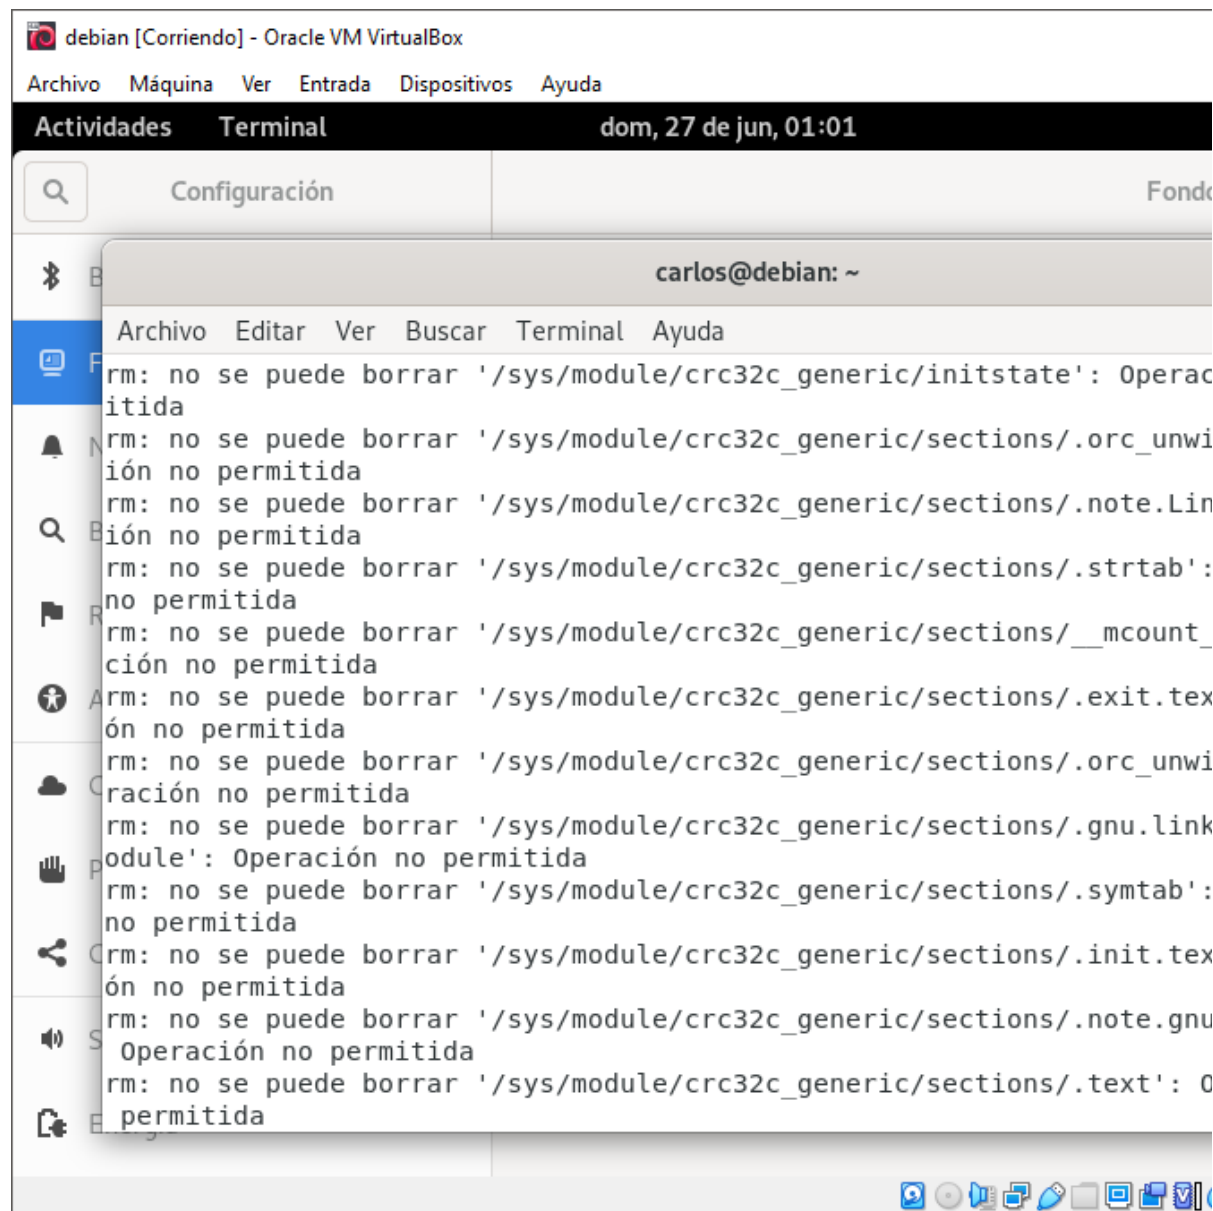 debian [Corriendo] - Oracle VM VirtualBox
Archivo Máquina Ver Entrada Dispositivos Ayuda
Actividades Terminal dom, 27 de jun, 01:01
Configuración
carlos@debian: ~
Archivo Editar Ver Buscar Terminal Ayuda
rm: no se puede borrar '/sys/module/crc32c_generic/initstate': Operac
itida
rm: no se puede borrar '/sys/module/crc32c_generic/sections/.orc_unwi
ión no permitida
rm: no se puede borrar '/sys/module/crc32c_generic/sections/.note.Lin
ión no permitida
rm: no se puede borrar '/sys/module/crc32c_generic/sections/.strtab':
no permitida
rm: no se puede borrar '/sys/module/crc32c_generic/sections/__mcount_
ción no permitida
rm: no se puede borrar '/sys/module/crc32c_generic/sections/.exit.tex
ón no permitida
rm: no se puede borrar '/sys/module/crc32c_generic/sections/.orc_unwi
ración no permitida
rm: no se puede borrar '/sys/module/crc32c_generic/sections/.gnu.link
odule': Operación no permitida
rm: no se puede borrar '/sys/module/crc32c_generic/sections/.symtab':
no permitida
rm: no se puede borrar '/sys/module/crc32c_generic/sections/.init.tex
ón no permitida
rm: no se puede borrar '/sys/module/crc32c_generic/sections/.note.gnu
Operación no permitida
rm: no se puede borrar '/sys/module/crc32c_generic/sections/.text': O
permitida